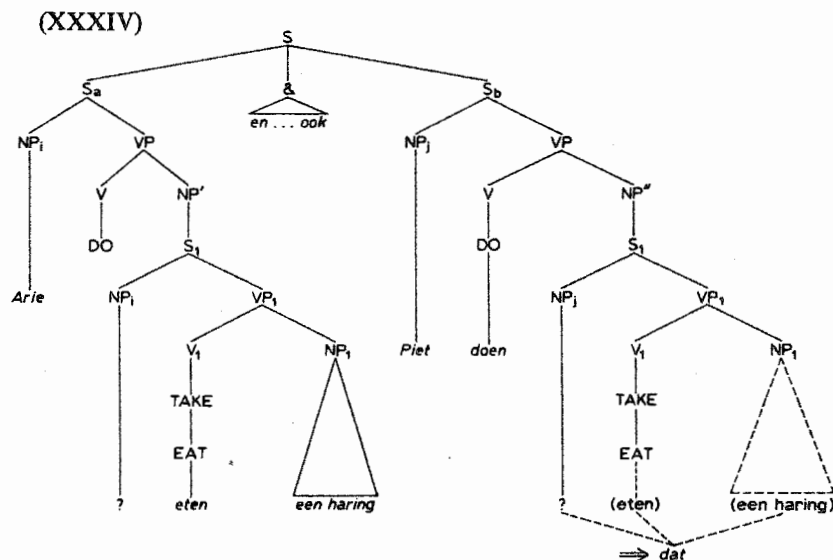 (XXXIV)
S
Sa & Sb
en ... ook
NPi VP NPj VP
V NP' V NP"
DO S1 DO S1
Arie NPi VP1 NPj VP1
V1 NP1 Piet doen V1 NP1
TAKE TAKE
EAT EAT
? eten een haring ? (eten) (een haring)
⇒ dat